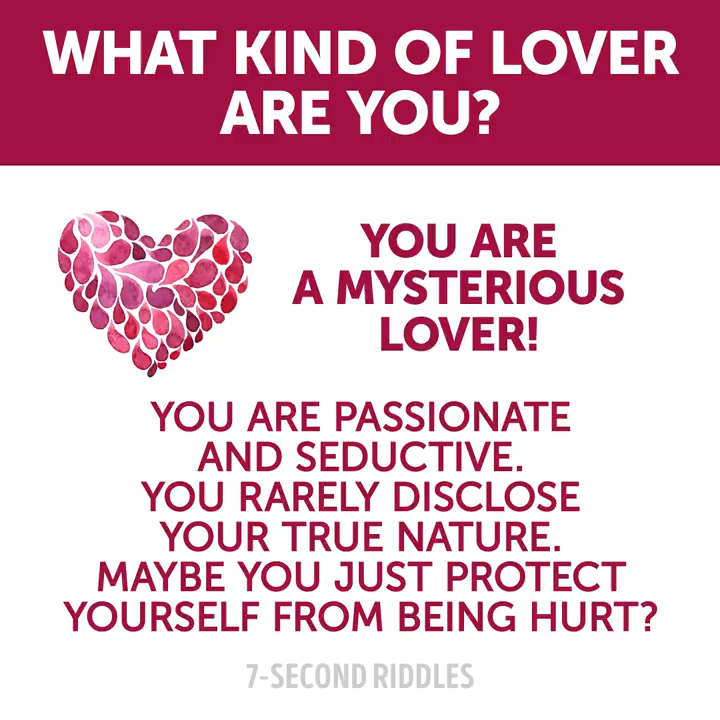 WHAT KIND OF LOVER
ARE YOU?
YOU ARE
A MYSTERIOUS
LOVER!
YOU ARE PASSIONATE
AND SEDUCTIVE.
YOU RARELY DISCLOSE
YOUR TRUE NATURE.
MAYBE YOU JUST PROTECT
YOURSELF FROM BEING HURT?
7-SECOND RIDDLES